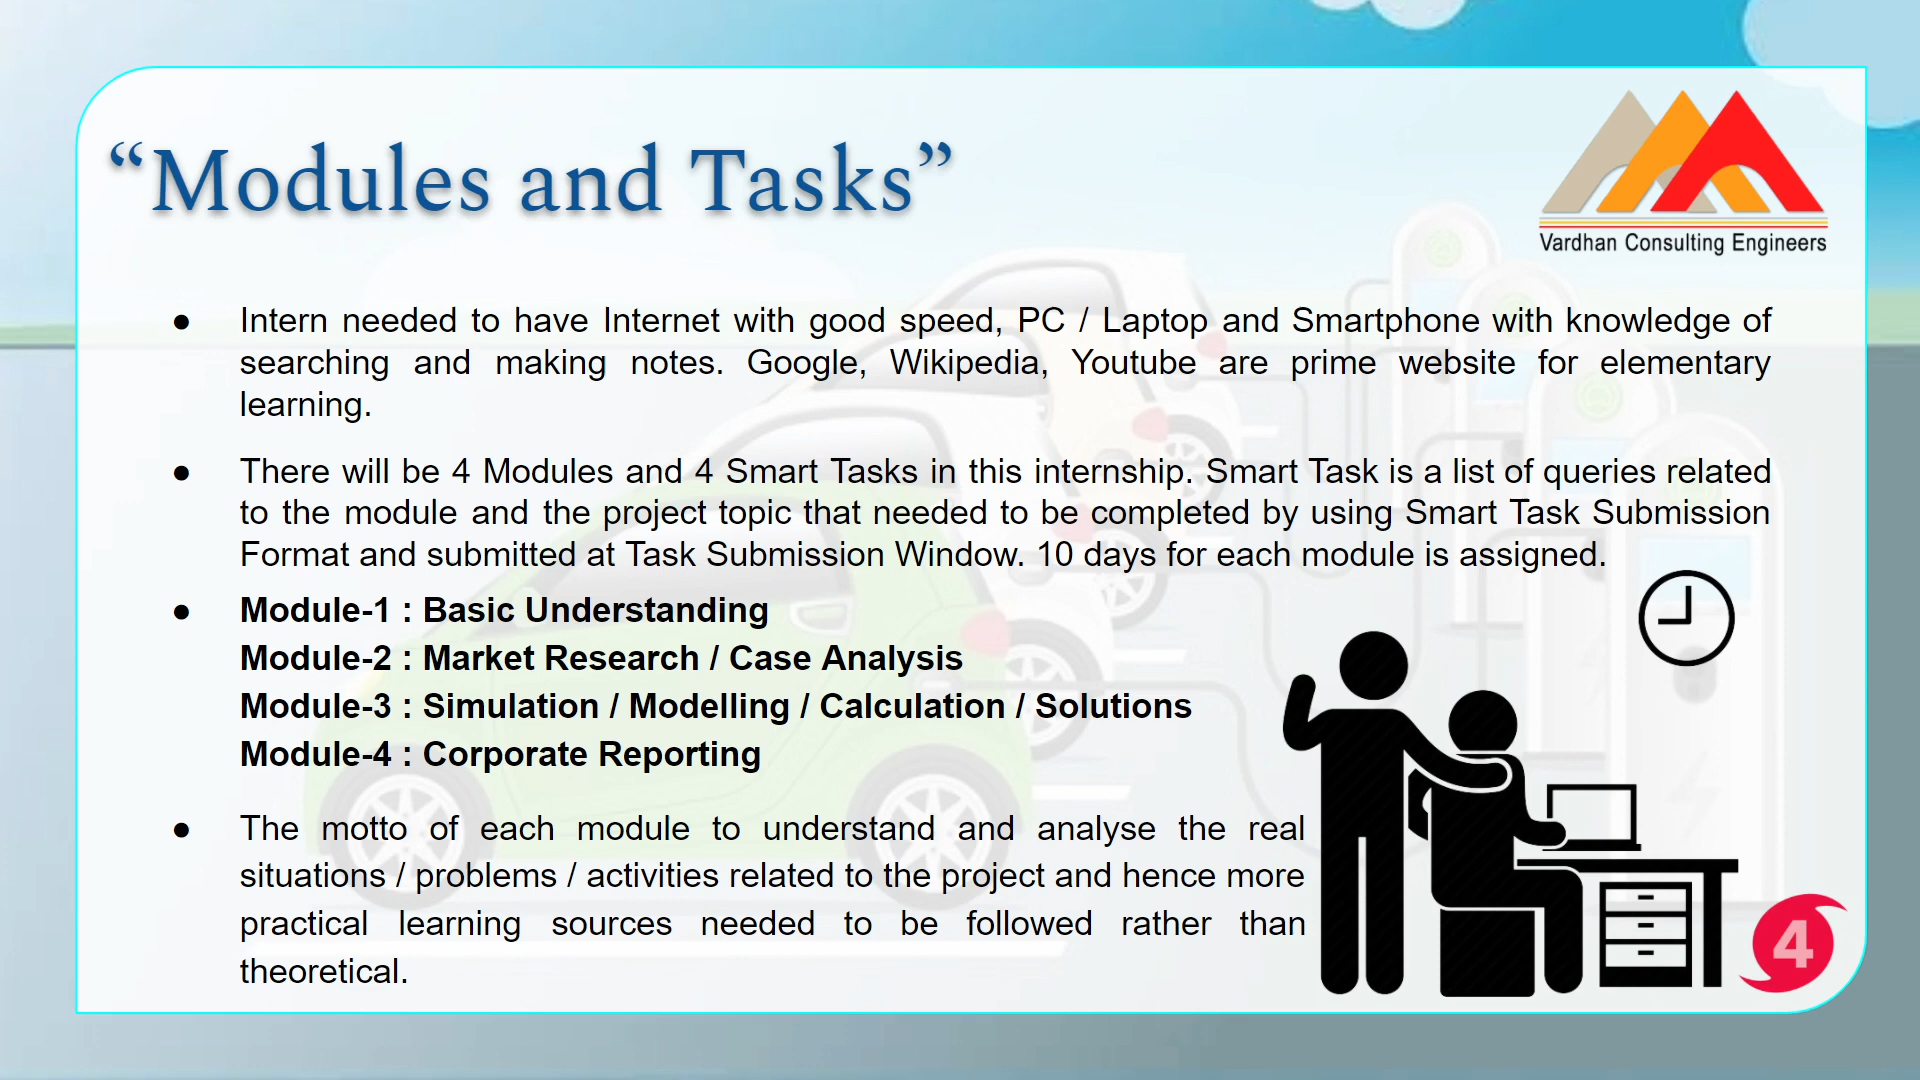 “Modules and Tasks”
Vardhan Consulting Engineers
● Intern needed to have Internet with good speed, PC / Laptop and Smartphone with knowledge of
searching and making notes. Google, Wikipedia, Youtube are prime website for elementary
learning.
● There will be 4 Modules and 4 Smart Tasks in this internship. Smart Task is a list of queries related
to the module and the project topic that needed to be completed by using Smart Task Submission
Format and submitted at Task Submission Window. 10 days for each module is assigned.
● Module-1 : Basic Understanding
Module-2 : Market Research / Case Analysis
Module-3 : Simulation / Modelling / Calculation / Solutions
Module-4 : Corporate Reporting
● The motto of each module to understand and analyse the real
situations / problems / activities related to the project and hence more
practical learning sources needed to be followed rather than
theoretical.
4